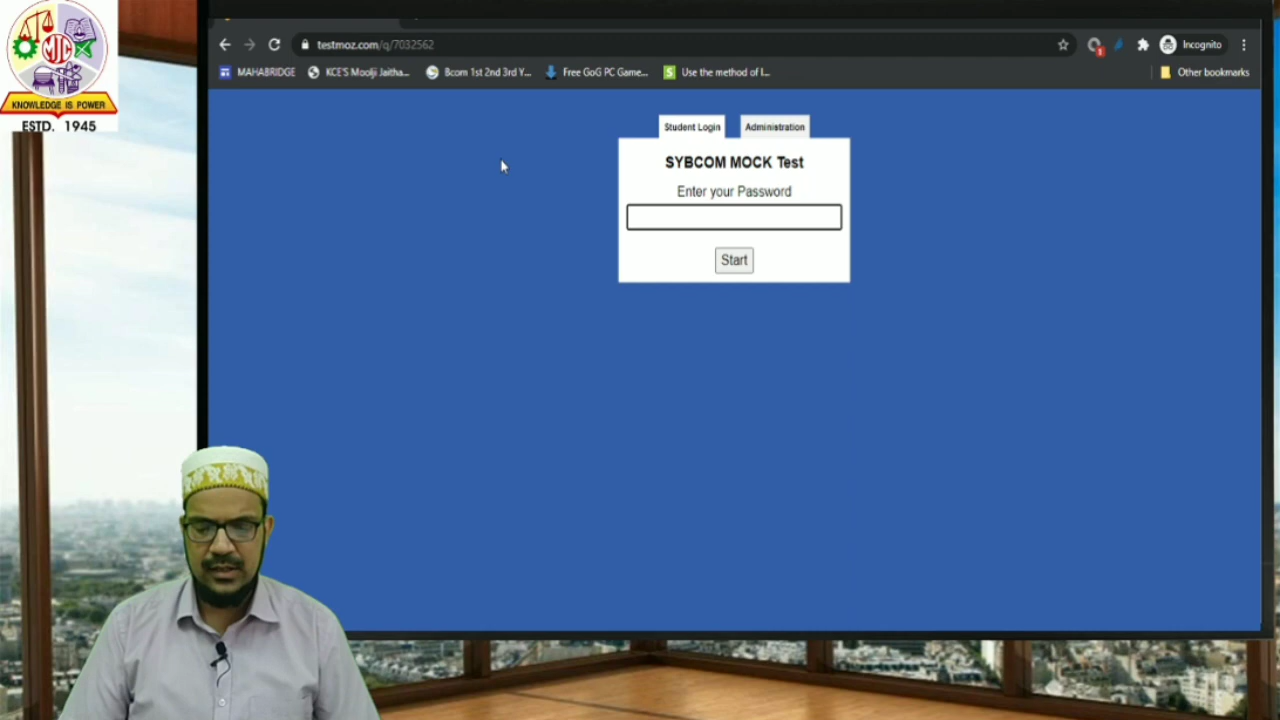 MJC
KNOWLEDGE IS POWER
ESTD. 1945
testmoz.com/q/7032562
Incognito
MAHABRIDGE
KCE'S Moolji Jaitha...
Bcom 1st 2nd 3rd Y...
Free GoG PC Game...
Use the method of l...
Other bookmarks
Student Login
Administration
SYBCOM MOCK Test
Enter your Password
Start